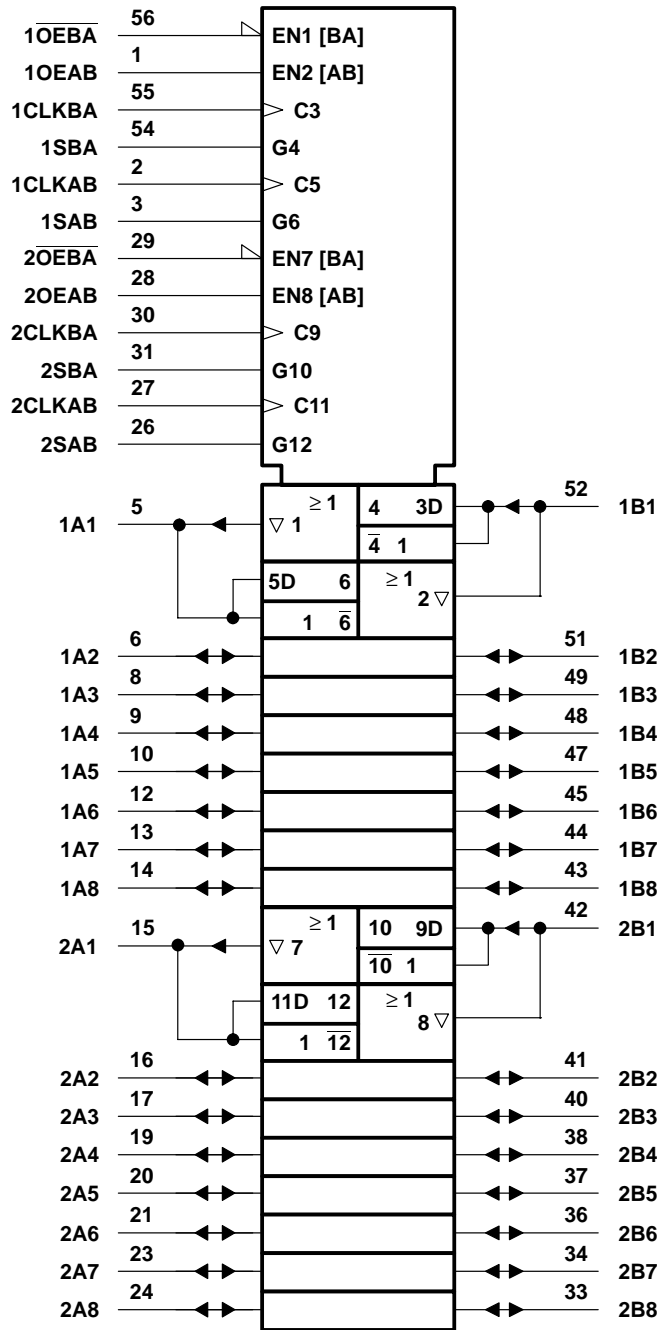 56
1O̅E̅B̅A̅ EN1 [BA]
1
1OEAB EN2 [AB]
55
1CLKBA C3
54
1SBA G4
2
1CLKAB C5
3
1SAB G6
29
2O̅E̅B̅A̅ EN7 [BA]
28
2OEAB EN8 [AB]
30
2CLKBA C9
31
2SBA G10
27
2CLKAB C11
26
2SAB G12
5 ≥ 1 4 3D 52
1A1 ▽ 1 1B1
4̅ 1
5D 6 ≥ 1
2 ▽
1 6̅
6 51
1A2 1B2
8 49
1A3 1B3
9 48
1A4 1B4
10 47
1A5 1B5
12 45
1A6 1B6
13 44
1A7 1B7
14 43
1A8 1B8
15 ≥ 1 10 9D 42
2A1 ▽ 7 2B1
1̅0̅ 1
11D 12 ≥ 1
8 ▽
1 1̅2̅
16 41
2A2 2B2
17 40
2A3 2B3
19 38
2A4 2B4
20 37
2A5 2B5
21 36
2A6 2B6
23 34
2A7 2B7
24 33
2A8 2B8